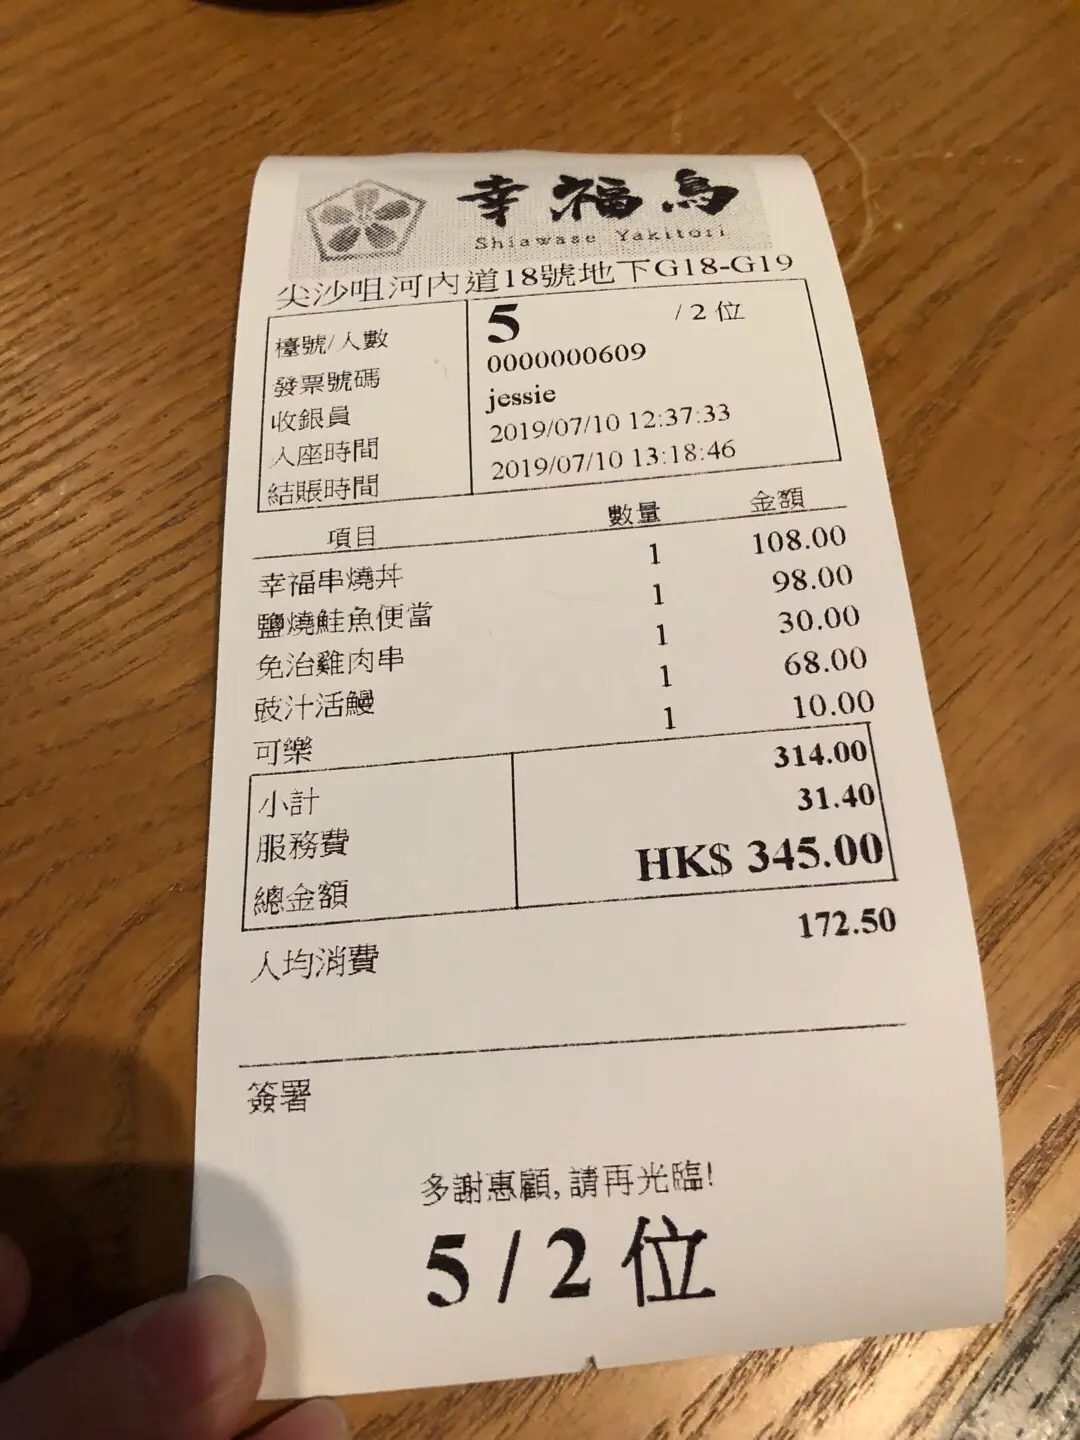 幸福鳥
Shiawase Yakitori
尖沙咀河內道18號地下G18-G19
檯號/人數 5 / 2 位
發票號碼 0000000609
收銀員 jessie
入座時間 2019/07/10 12:37:33
結賬時間 2019/07/10 13:18:46
項目 數量 金額
幸福串燒丼 1 108.00
鹽燒鮭魚便當 1 98.00
免治雞肉串 1 30.00
豉汁活鰻 1 68.00
可樂 1 10.00
小計 314.00
服務費 31.40
總金額 HK$ 345.00
人均消費 172.50
簽署
多謝惠顧, 請再光臨!
5 / 2 位